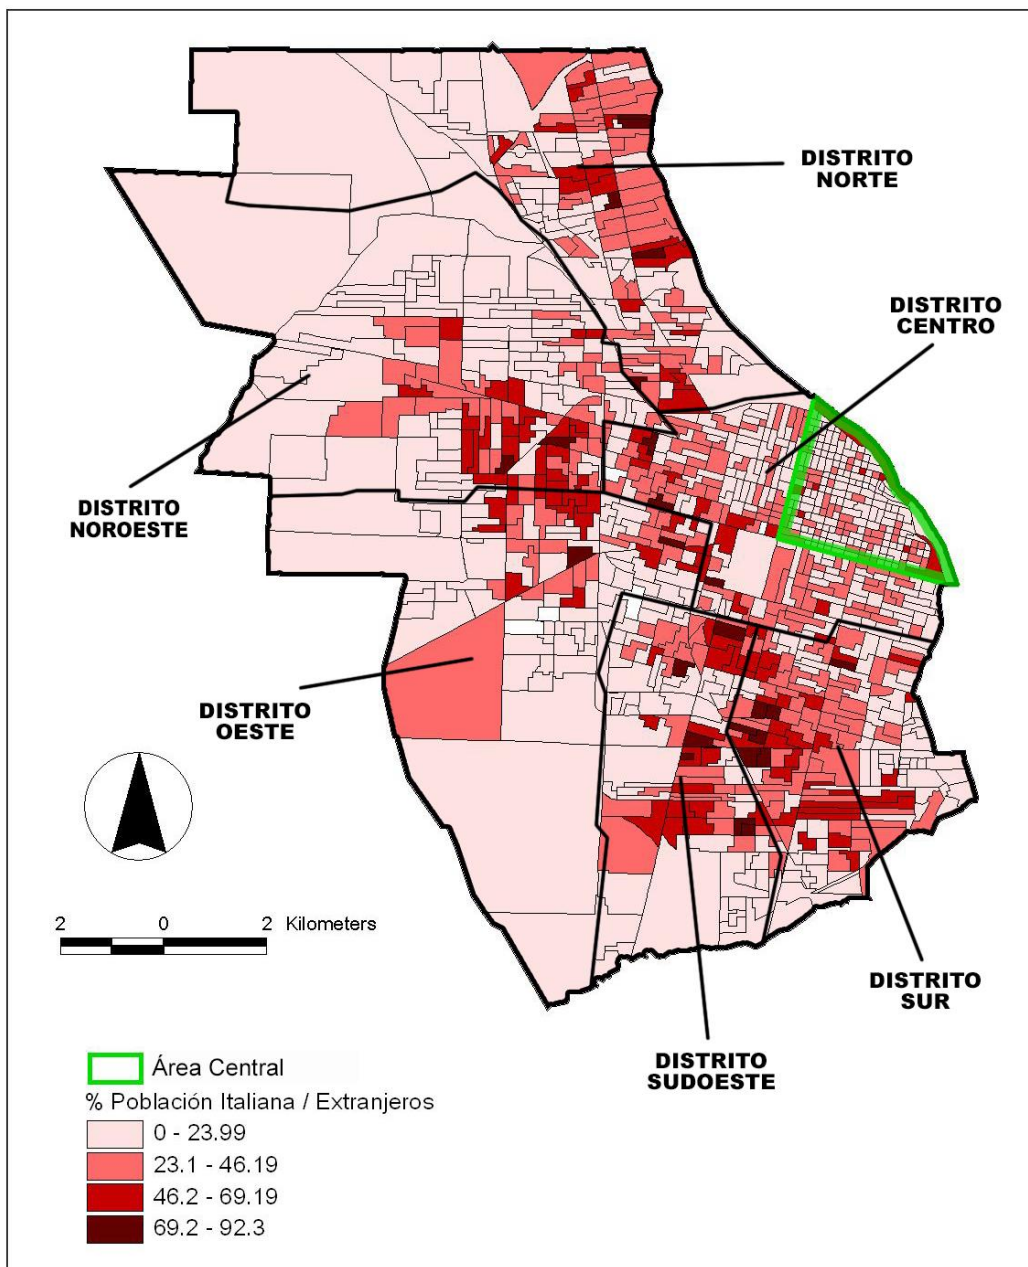 DISTRITO
NORTE
DISTRITO
CENTRO
DISTRITO
NOROESTE
DISTRITO
OESTE
2 0 2 Kilometers
DISTRITO
SUR
DISTRITO
SUDOESTE
Área Central
% Población Italiana / Extranjeros
0 - 23.99
23.1 - 46.19
46.2 - 69.19
69.2 - 92.3